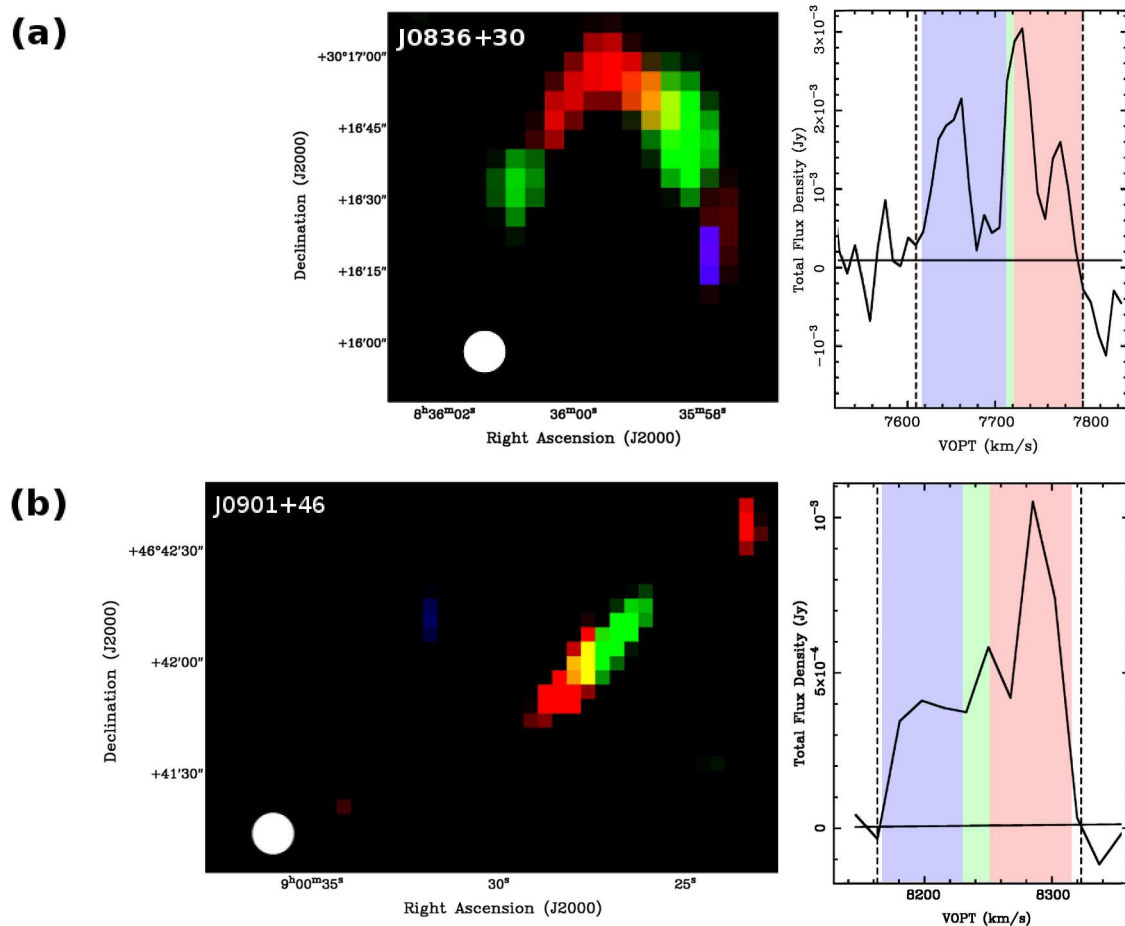 (a)
J0836+30
+30°17′00″
+16′45″
+16′30″
+16′15″
+16′00″
Declination (J2000)
8ʰ36ᵐ02ˢ
36ᵐ00ˢ
35ᵐ58ˢ
Right Ascension (J2000)
Total Flux Density (Jy)
3×10⁻³
2×10⁻³
10⁻³
0
−10⁻³
7600
7700
7800
VOPT (km/s)
(b)
J0901+46
+46°42′30″
+42′00″
+41′30″
Declination (J2000)
9ʰ00ᵐ35ˢ
30ˢ
25ˢ
Right Ascension (J2000)
Total Flux Density (Jy)
10⁻³
5×10⁻⁴
0
8200
8300
VOPT (km/s)